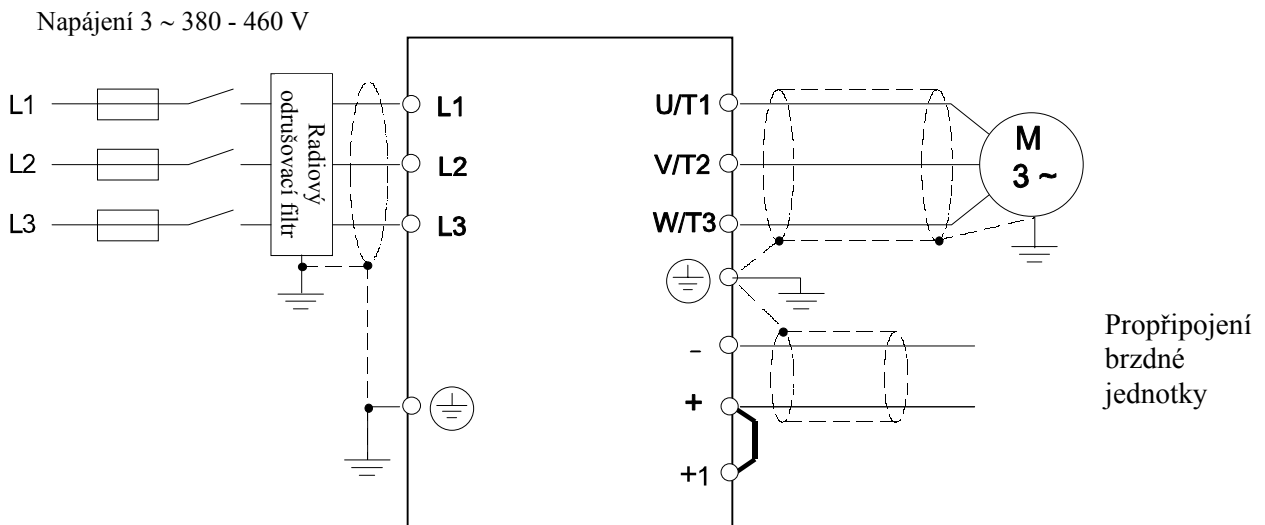 Napájení 3 ~ 380 - 460 V
L1
L2
L3
Radiový
odrušovací filtr
L1
L2
L3
U/T1
V/T2
W/T3
M
3 ~
-
+
+1
Propřipojení
brzdné
jednotky